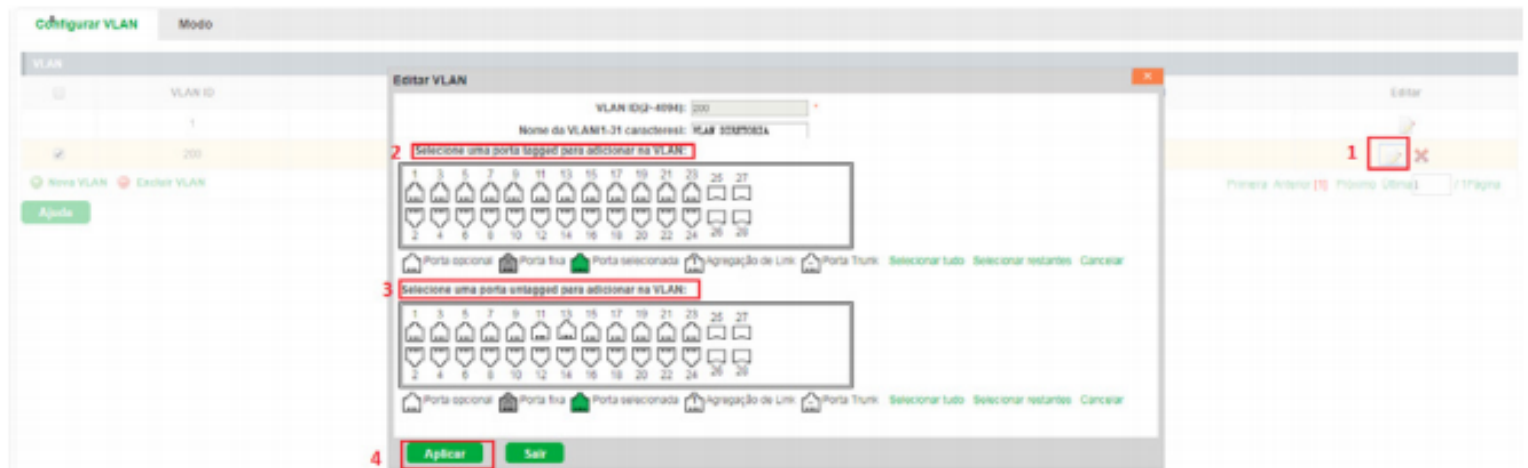 Configurar VLAN Modo
VLAN
Editar VLAN
VLAN ID Editar
VLAN ID(2~4094): 200 *
1
Nome da VLAN(1-31 caracteres): VLAN DIRETORIA
200
1
2 Selecione uma porta tagged para adicionar na VLAN:
Nova VLAN Excluir VLAN
Primeira Anterior [1] Próximo Última 1 / 1Página
Ajuda
1 3 5 7 9 11 13 15 17 19 21 23 25 27
2 4 6 8 10 12 14 16 18 20 22 24 26 28
Porta opcional Porta fixa Porta selecionada Agregação de Link Porta Trunk Selecionar tudo Selecionar restantes Cancelar
3 Selecione uma porta untagged para adicionar na VLAN:
1 3 5 7 9 11 13 15 17 19 21 23 25 27
2 4 6 8 10 12 14 16 18 20 22 24 26 28
Porta opcional Porta fixa Porta selecionada Agregação de Link Porta Trunk Selecionar tudo Selecionar restantes Cancelar
4 Aplicar Sair